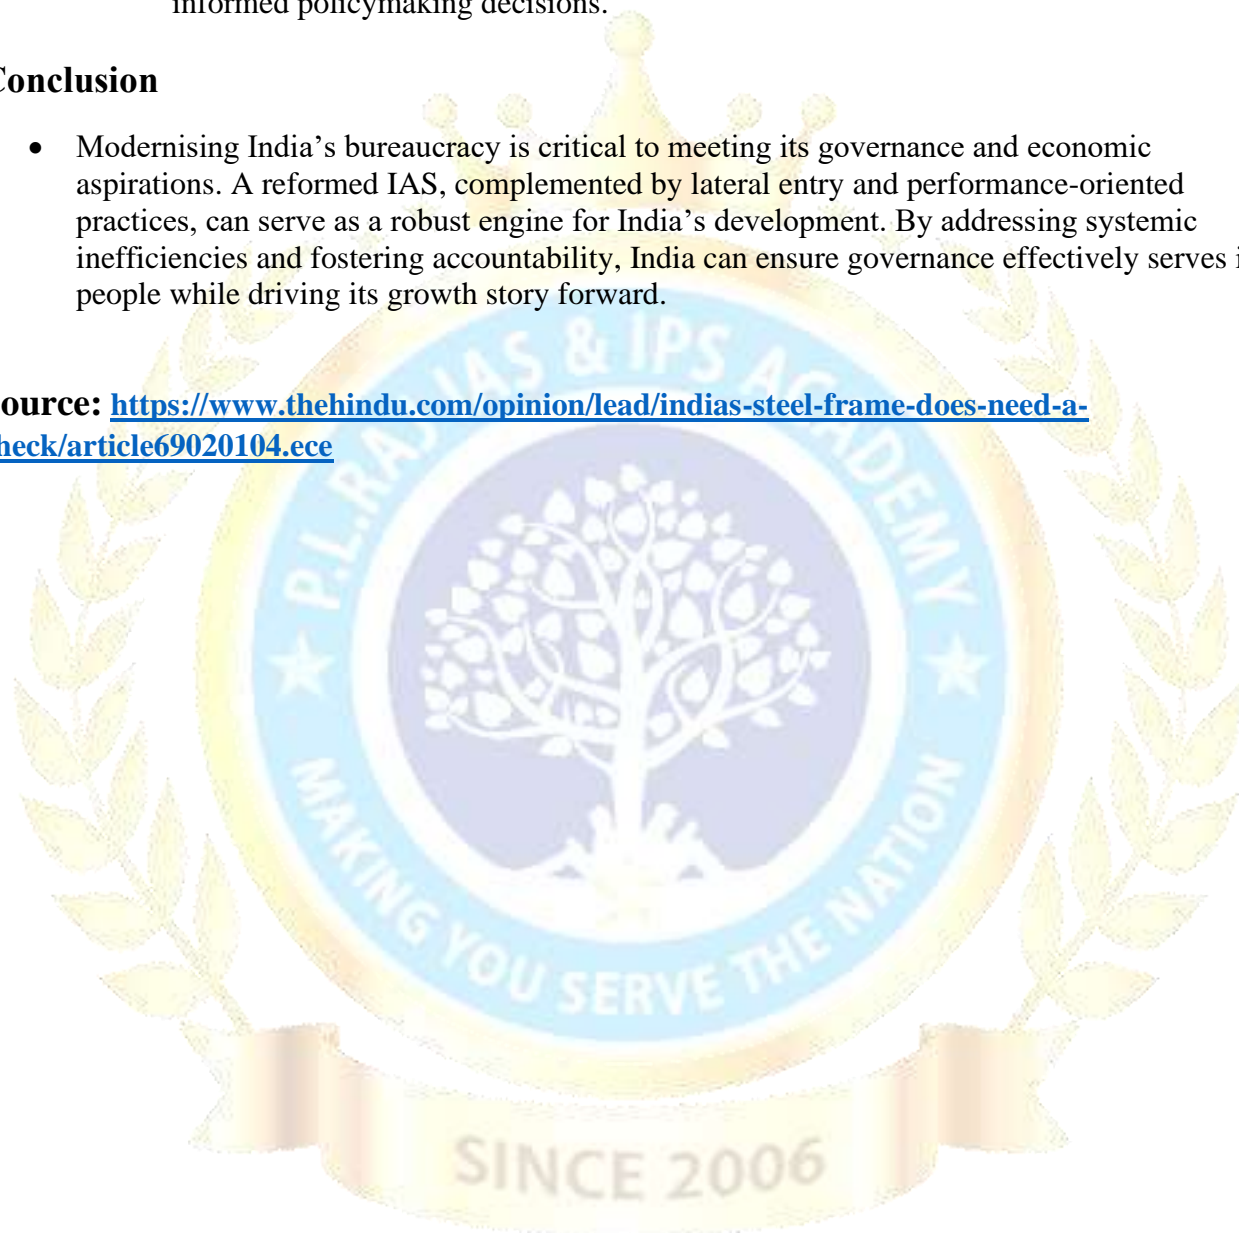 informed policymaking decisions.
Conclusion
• Modernising India’s bureaucracy is critical to meeting its governance and economic
aspirations. A reformed IAS, complemented by lateral entry and performance-oriented
practices, can serve as a robust engine for India’s development. By addressing systemic
inefficiencies and fostering accountability, India can ensure governance effectively serves i
people while driving its growth story forward.
ource: https://www.thehindu.com/opinion/lead/indias-steel-frame-does-need-a-
heck/article69020104.ece
P.L.RAJ IAS & IPS ACADEMY
MAKING YOU SERVE THE NATION
SINCE 2006